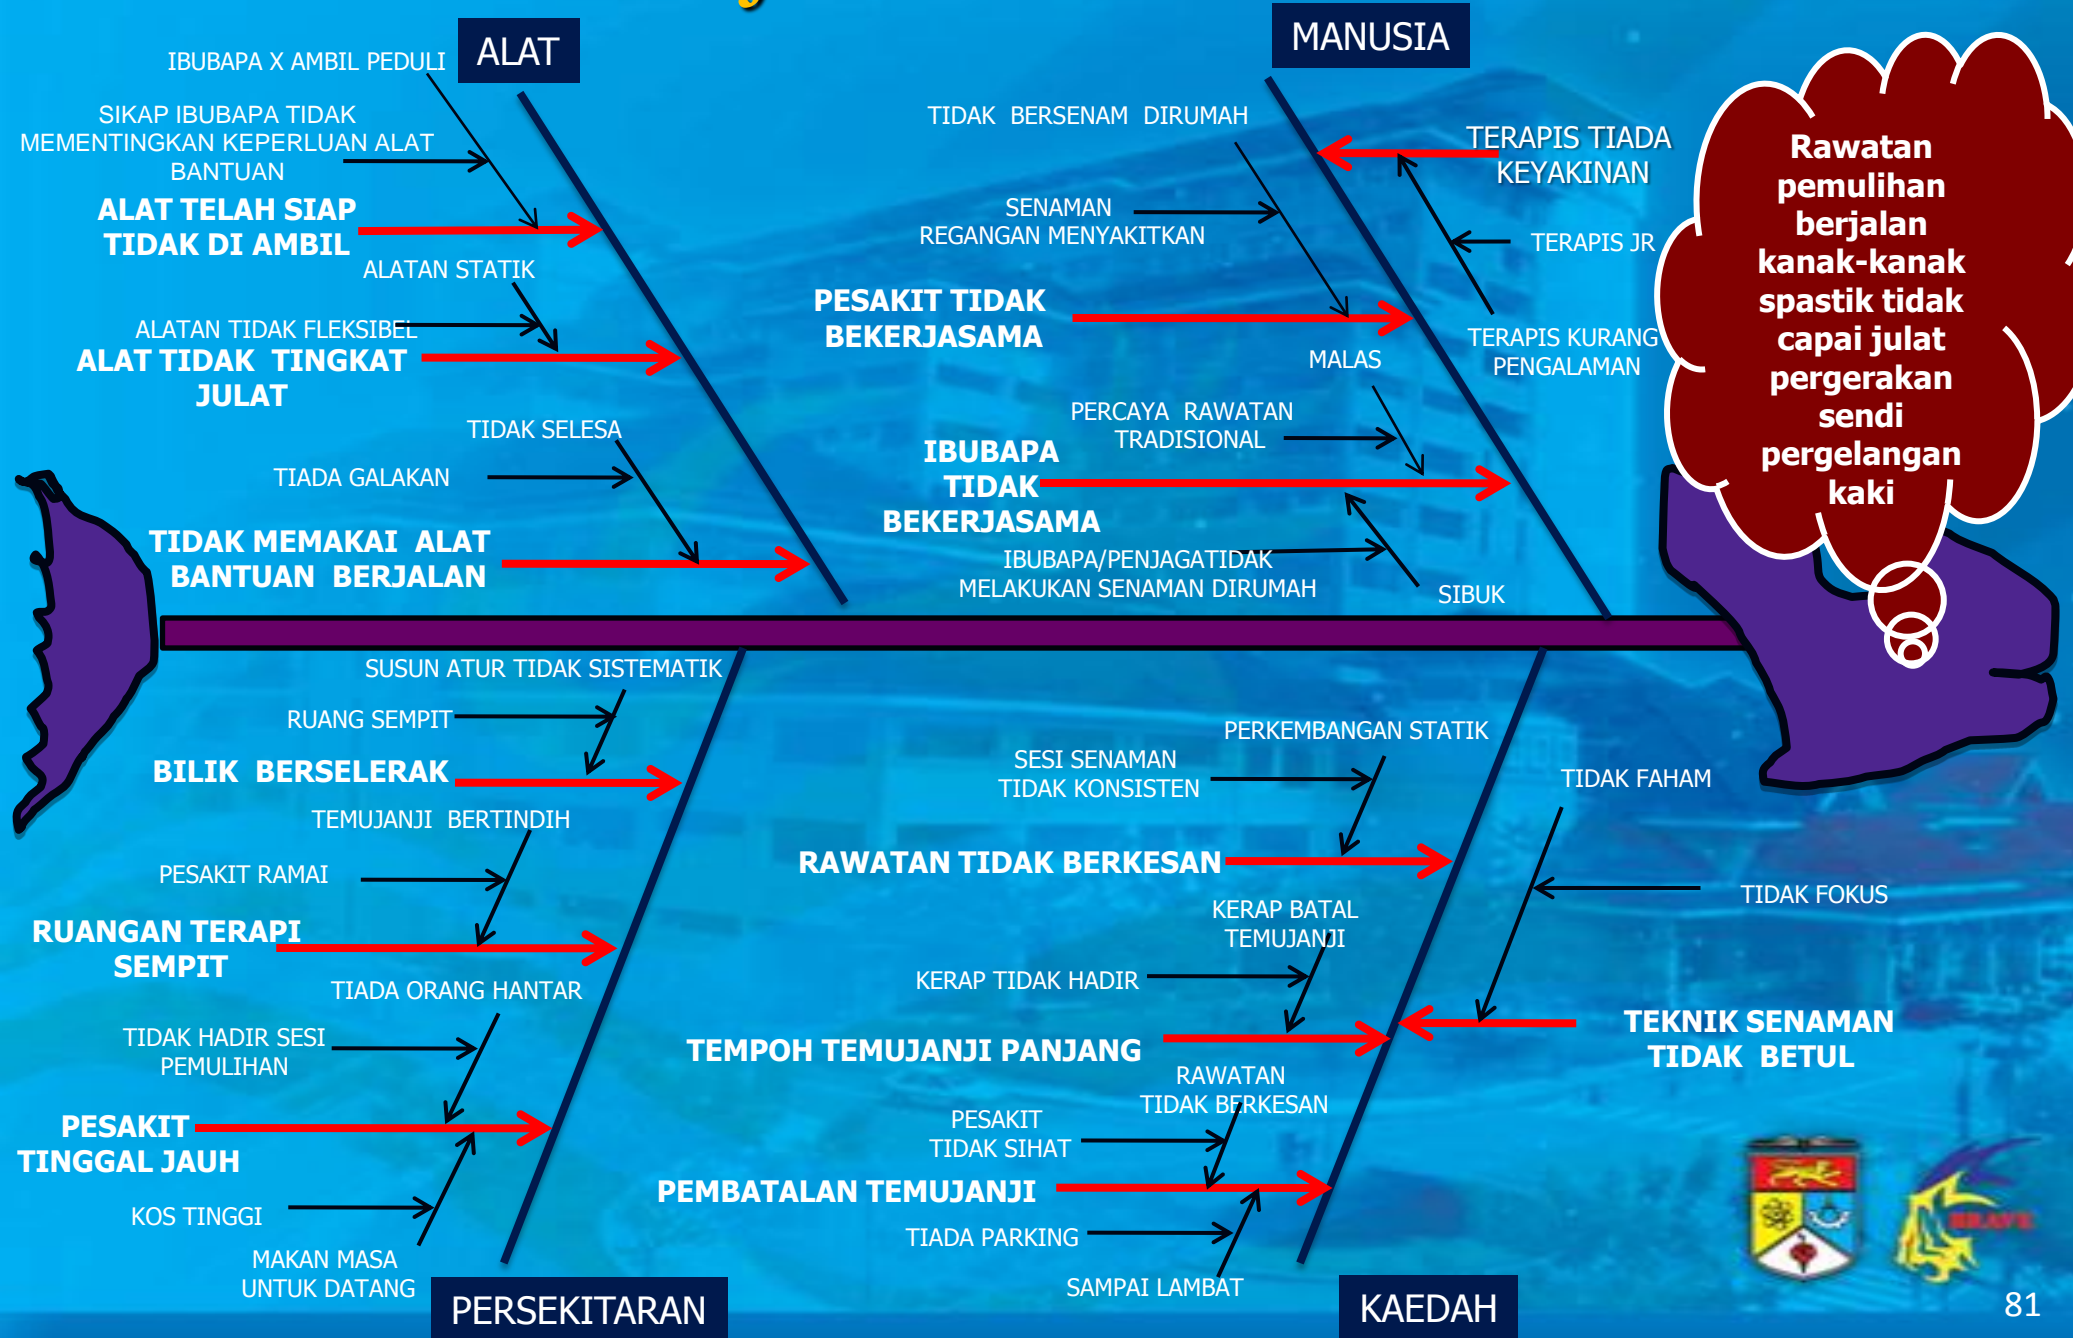 ALAT
IBUBAPA X AMBIL PEDULI
SIKAP IBUBAPA TIDAK
MEMENTINGKAN KEPERLUAN ALAT
BANTUAN
ALAT TELAH SIAP
TIDAK DI AMBIL
ALATAN STATIK
ALATAN TIDAK FLEKSIBEL
ALAT TIDAK TINGKAT
JULAT
TIDAK SELESA
TIADA GALAKAN
TIDAK MEMAKAI ALAT
BANTUAN BERJALAN
MANUSIA
TIDAK BERSENAM DIRUMAH
TERAPIS TIADA
KEYAKINAN
SENAMAN
REGANGAN MENYAKITKAN
TERAPIS JR
PESAKIT TIDAK
BEKERJASAMA
TERAPIS KURANG
PENGALAMAN
MALAS
PERCAYA RAWATAN
TRADISIONAL
IBUBAPA
TIDAK
BEKERJASAMA
IBUBAPA/PENJAGATIDAK
MELAKUKAN SENAMAN DIRUMAH
SIBUK
Rawatan
pemulihan
berjalan
kanak-kanak
spastik tidak
capai julat
pergerakan
sendi
pergelangan
kaki
SUSUN ATUR TIDAK SISTEMATIK
RUANG SEMPIT
BILIK BERSELERAK
TEMUJANJI BERTINDIH
PESAKIT RAMAI
RUANGAN TERAPI
SEMPIT
TIADA ORANG HANTAR
TIDAK HADIR SESI
PEMULIHAN
PESAKIT
TINGGAL JAUH
KOS TINGGI
MAKAN MASA
UNTUK DATANG
PERSEKITARAN
PERKEMBANGAN STATIK
SESI SENAMAN
TIDAK KONSISTEN
TIDAK FAHAM
RAWATAN TIDAK BERKESAN
TIDAK FOKUS
KERAP BATAL
TEMUJANJI
KERAP TIDAK HADIR
TEKNIK SENAMAN
TIDAK BETUL
TEMPOH TEMUJANJI PANJANG
RAWATAN
TIDAK BERKESAN
PESAKIT
TIDAK SIHAT
PEMBATALAN TEMUJANJI
TIADA PARKING
SAMPAI LAMBAT
KAEDAH
BRAVE
81